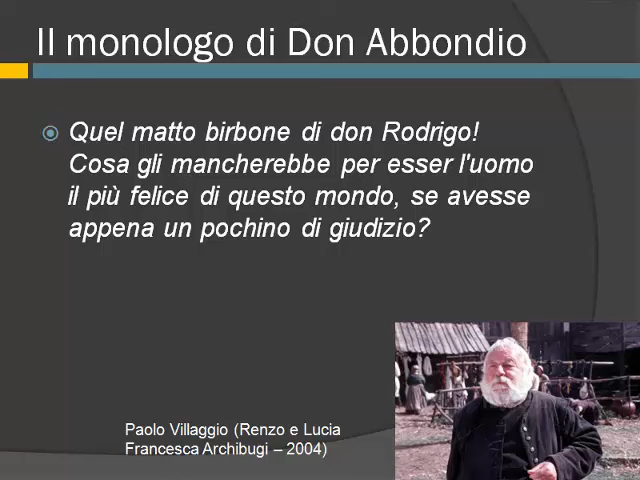 Il monologo di Don Abbondio
Quel matto birbone di don Rodrigo!
Cosa gli mancherebbe per esser l'uomo
il più felice di questo mondo, se avesse
appena un pochino di giudizio?
Paolo Villaggio (Renzo e Lucia
Francesca Archibugi – 2004)